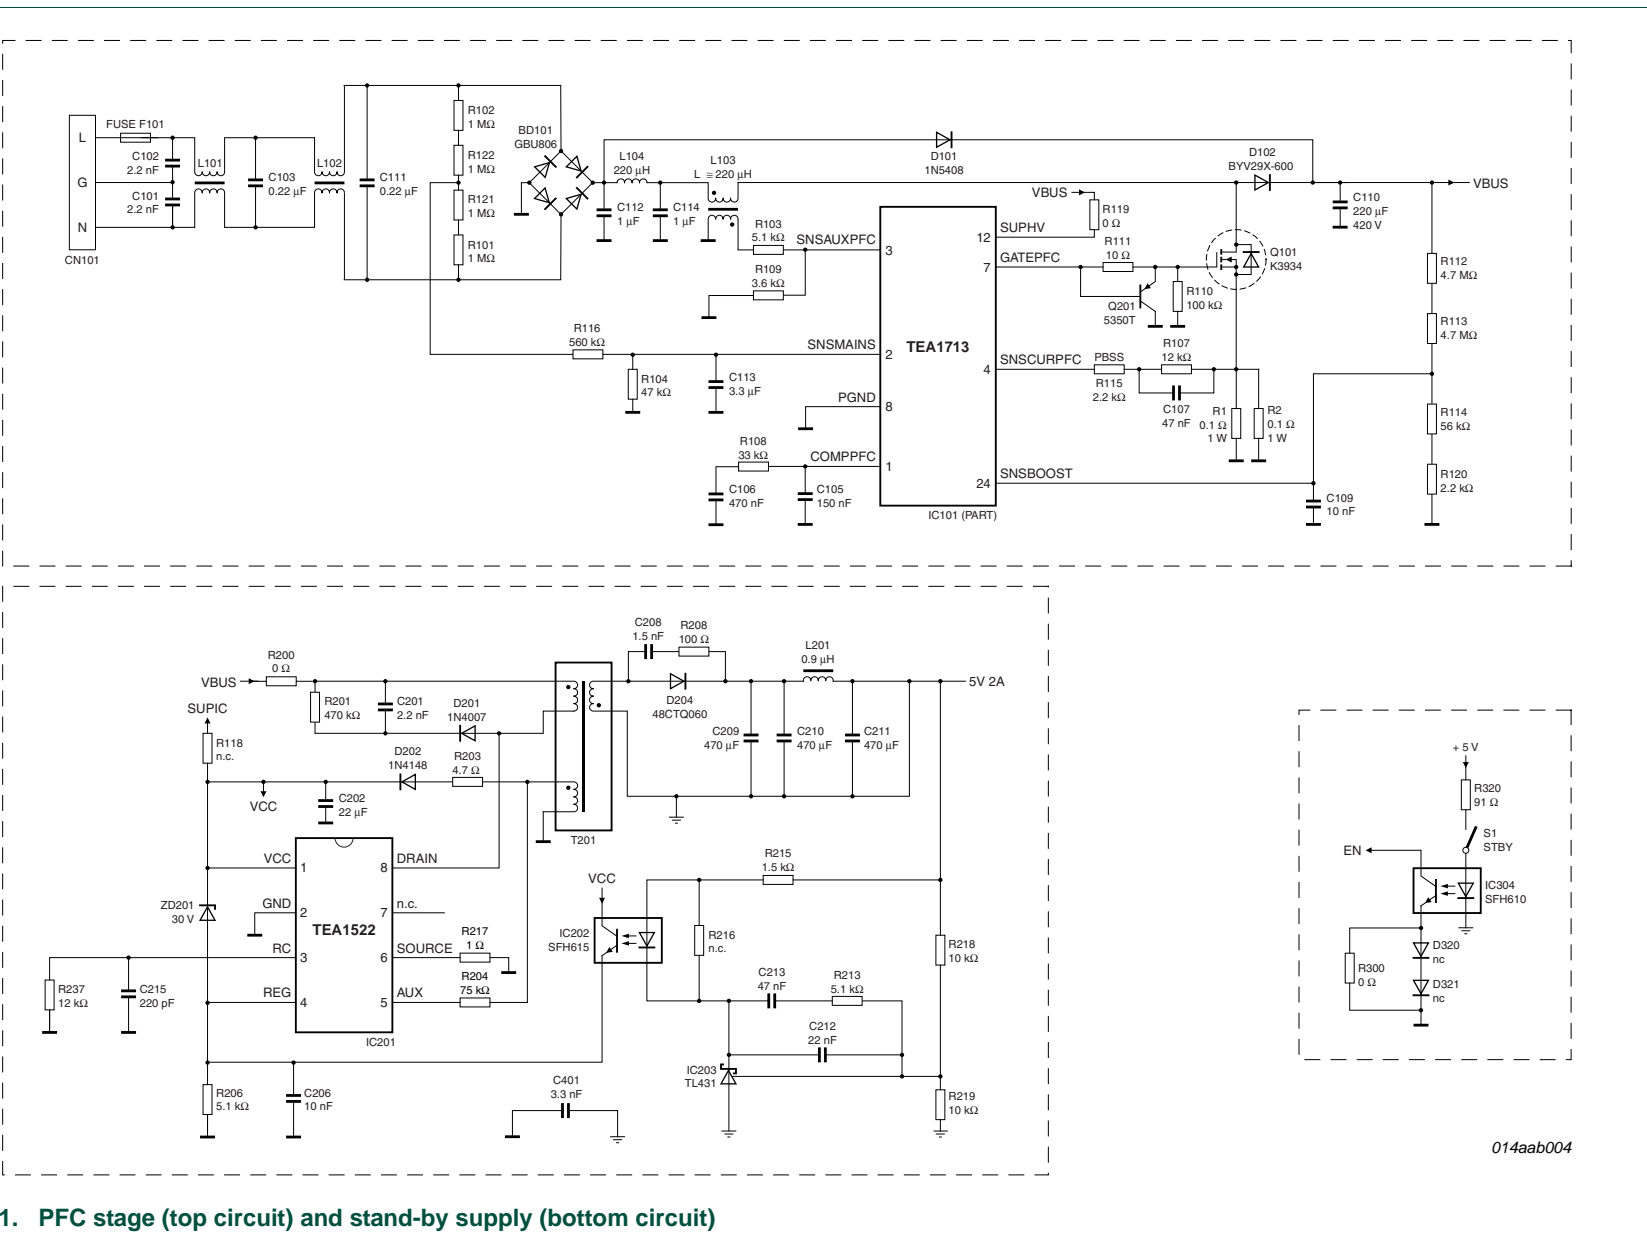 L
G
N
CN101
FUSE F101
C102
2.2 nF
C101
2.2 nF
L101
C103
0.22 μF
L102
C111
0.22 μF
R102
1 MΩ
R122
1 MΩ
R121
1 MΩ
R101
1 MΩ
BD101
GBU806
L104
220 μH
C112
1 μF
C114
1 μF
L103
L ≅ 220 μH
D101
1N5408
D102
BYV29X-600
VBUS
C110
220 μF
420 V
VBUS
R119
0 Ω
R103
5.1 kΩ
SNSAUXPFC
3
R109
3.6 kΩ
R116
560 kΩ
SNSMAINS
2
R104
47 kΩ
C113
3.3 μF
PGND
8
R108
33 kΩ
COMPPFC
1
C106
470 nF
C105
150 nF
TEA1713
IC101 (PART)
12
SUPHV
7
GATEPFC
R111
10 Ω
Q201
5350T
R110
100 kΩ
Q101
K3934
4
SNSCURPFC
PBSS
R115
2.2 kΩ
R107
12 kΩ
C107
47 nF
R1
0.1 Ω
1 W
R2
0.1 Ω
1 W
24
SNSBOOST
C109
10 nF
R112
4.7 MΩ
R113
4.7 MΩ
R114
56 kΩ
R120
2.2 kΩ
VBUS
R200
0 Ω
R201
470 kΩ
C201
2.2 nF
D201
1N4007
SUPIC
R118
n.c.
VCC
C202
22 μF
D202
1N4148
R203
4.7 Ω
T201
C208
1.5 nF
R208
100 Ω
D204
48CTQ060
L201
0.9 μH
5V 2A
C209
470 μF
C210
470 μF
C211
470 μF
VCC
1
GND
2
RC
3
REG
4
TEA1522
IC201
8
DRAIN
7
n.c.
6
SOURCE
5
AUX
R217
1 Ω
R204
75 kΩ
ZD201
30 V
R237
12 kΩ
C215
220 pF
R206
5.1 kΩ
C206
10 nF
C401
3.3 nF
VCC
IC202
SFH615
R215
1.5 kΩ
R216
n.c.
C213
47 nF
R213
5.1 kΩ
C212
22 nF
IC203
TL431
R218
10 kΩ
R219
10 kΩ
+ 5 V
R320
91 Ω
S1
STBY
EN
IC304
SFH610
D320
nc
D321
nc
R300
0 Ω
014aab004
1. PFC stage (top circuit) and stand-by supply (bottom circuit)